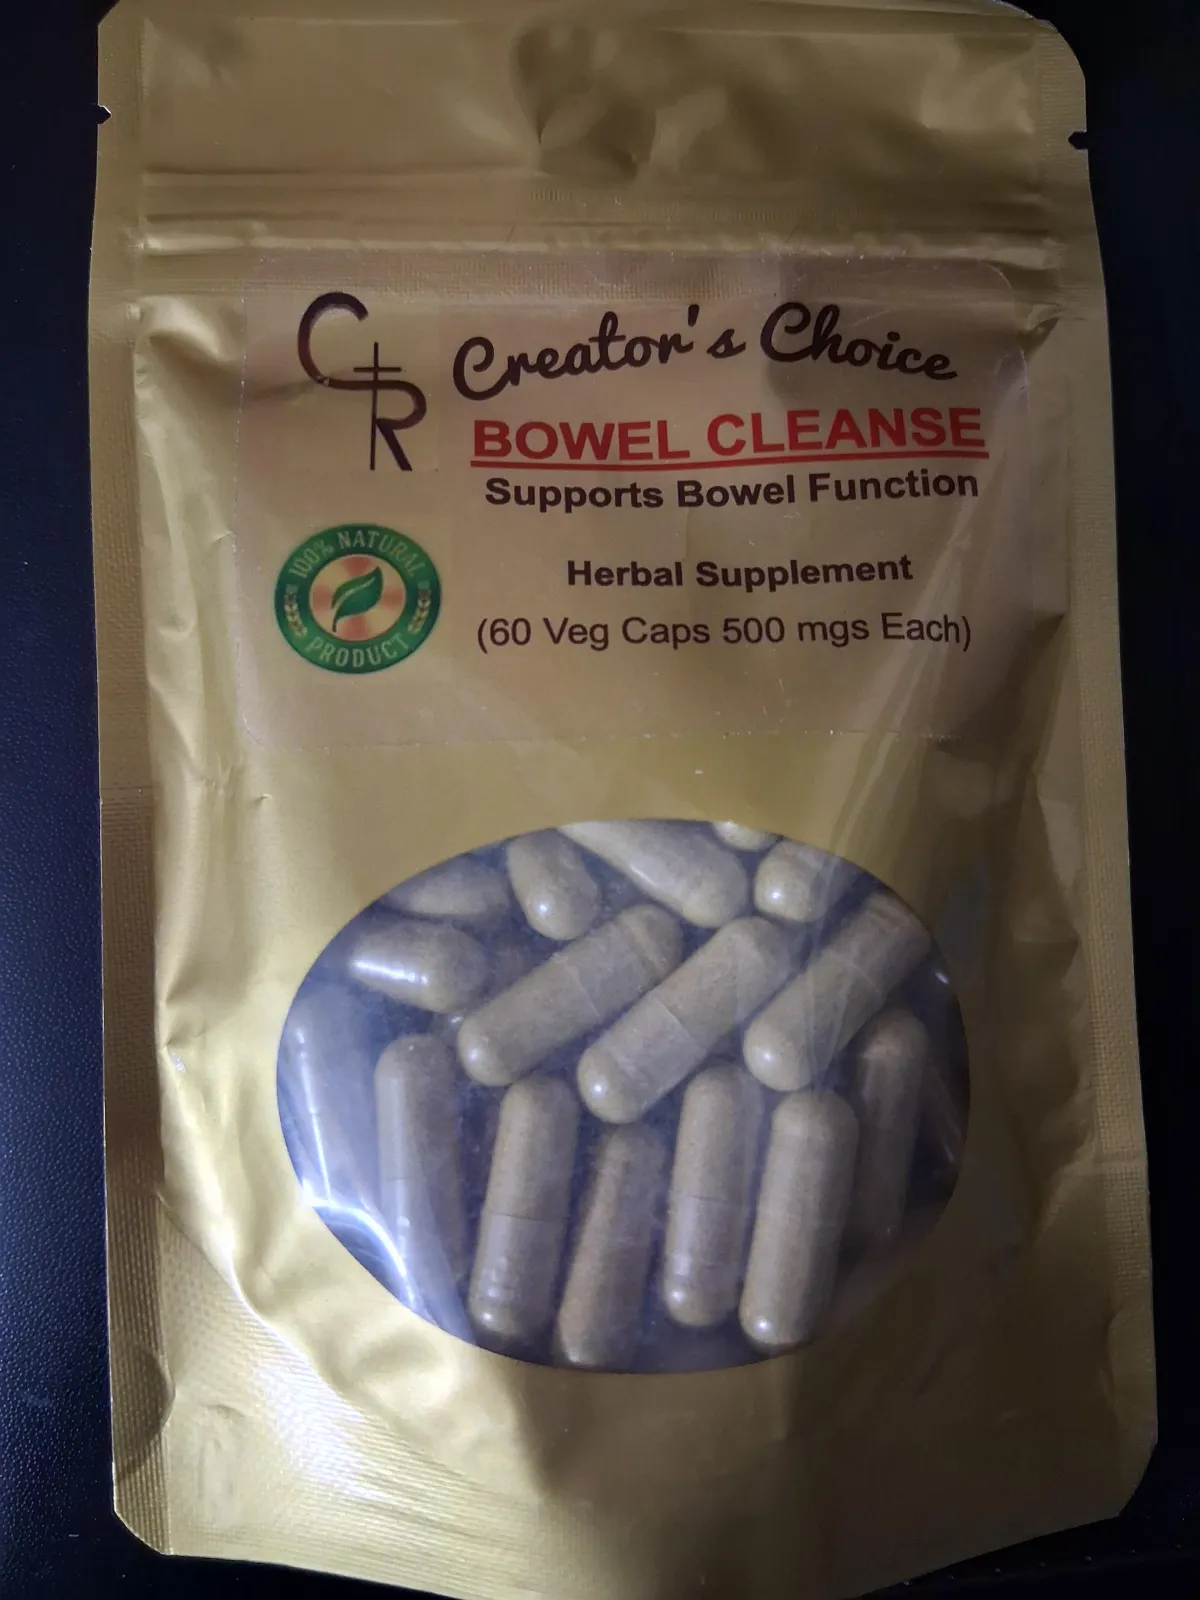 CR
Creator's Choice
BOWEL CLEANSE
Supports Bowel Function
100% NATURAL
PRODUCT
Herbal Supplement
(60 Veg Caps 500 mgs Each)